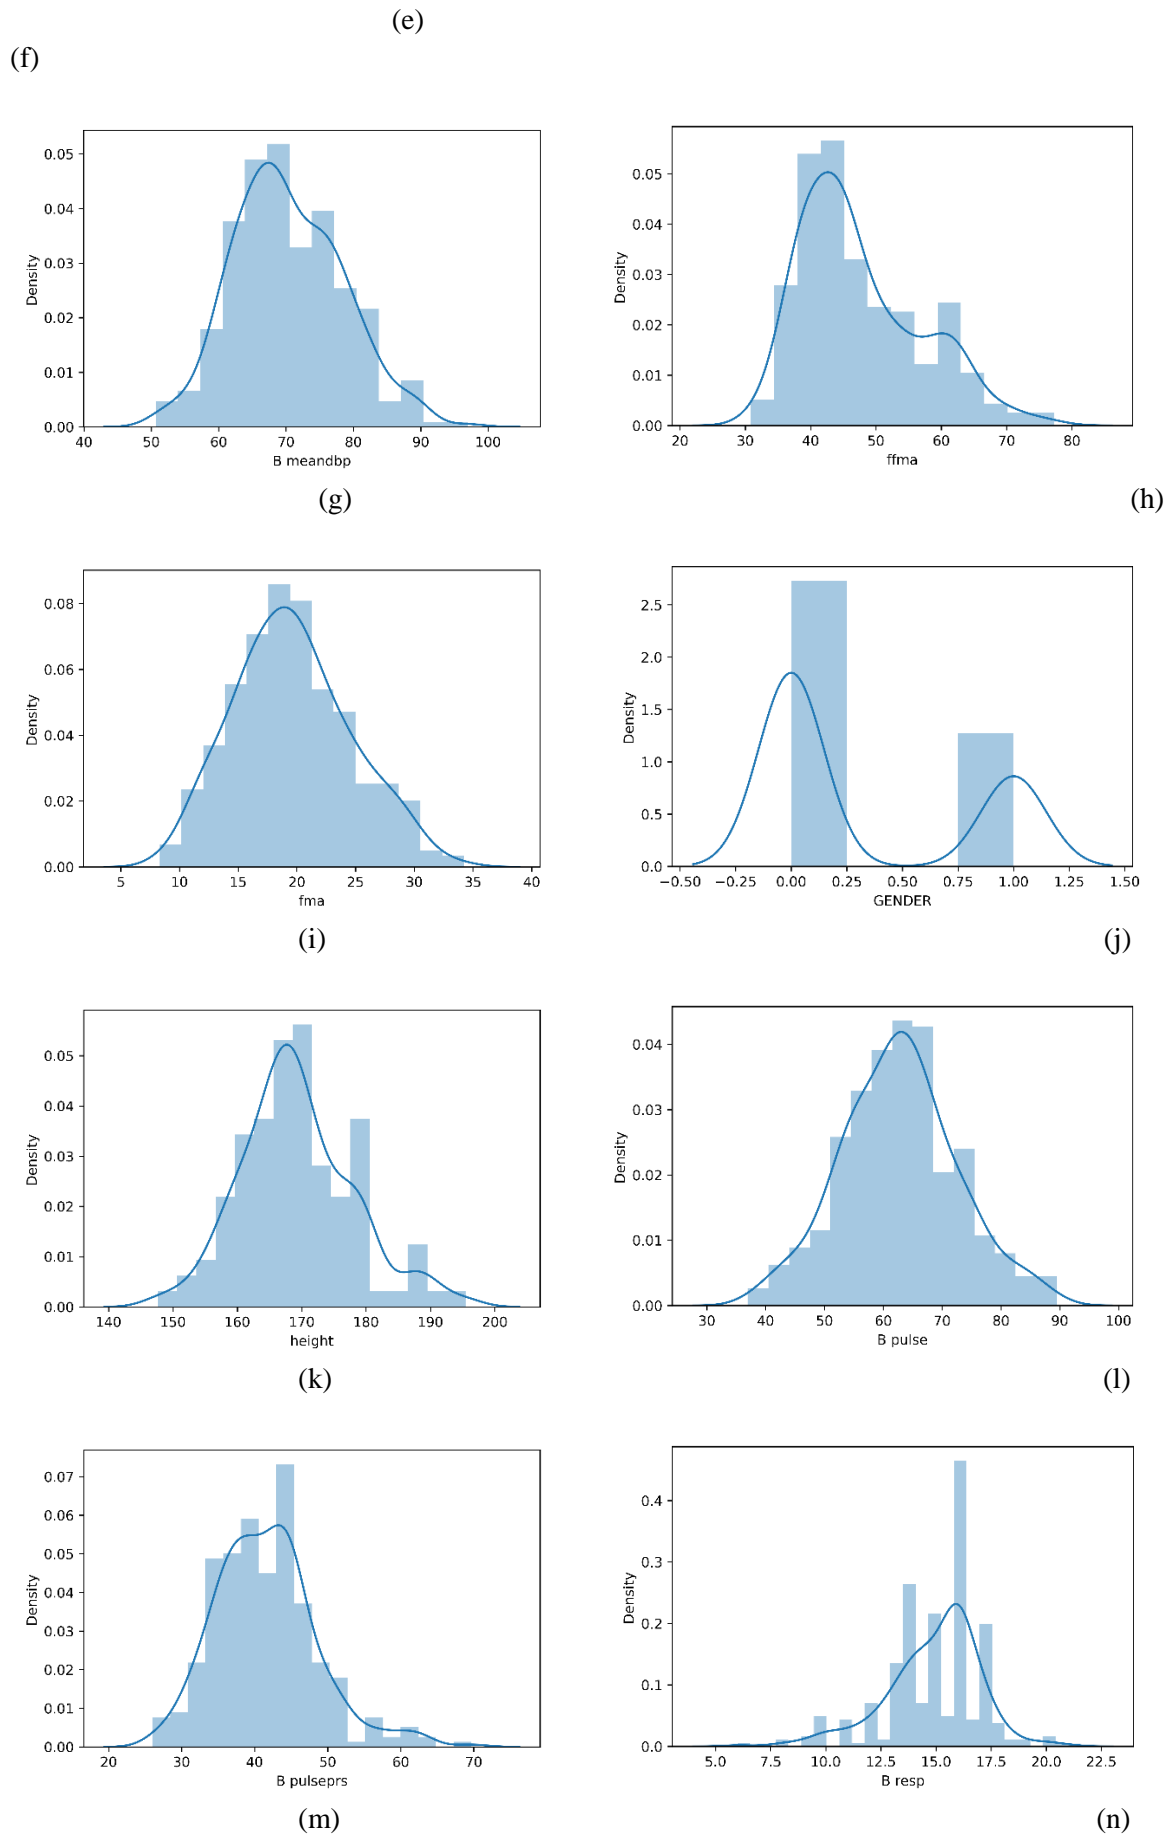 (e)
(f)
0.05
0.04
0.03
0.02
0.01
0.00
Density
40 50 60 70 80 90 100
B meandbp
0.05
0.04
0.03
0.02
0.01
0.00
Density
20 30 40 50 60 70 80
ffma
(g) (h)
0.08
0.06
0.04
0.02
0.00
Density
5 10 15 20 25 30 35 40
fma
2.5
2.0
1.5
1.0
0.5
0.0
Density
−0.50 −0.25 0.00 0.25 0.50 0.75 1.00 1.25 1.50
GENDER
(i) (j)
0.05
0.04
0.03
0.02
0.01
0.00
Density
140 150 160 170 180 190 200
height
0.04
0.03
0.02
0.01
0.00
Density
30 40 50 60 70 80 90 100
B pulse
(k) (l)
0.07
0.06
0.05
0.04
0.03
0.02
0.01
0.00
Density
20 30 40 50 60 70
B pulseprs
0.4
0.3
0.2
0.1
0.0
Density
5.0 7.5 10.0 12.5 15.0 17.5 20.0 22.5
B resp
(m) (n)